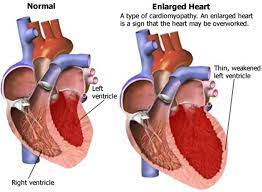 Normal
Enlarged Heart
A type of cardiomyopathy. An enlarged heart
is a sign that the heart may be overworked.
Thin, weakened
left ventricle
Left
ventricle
Right ventricle